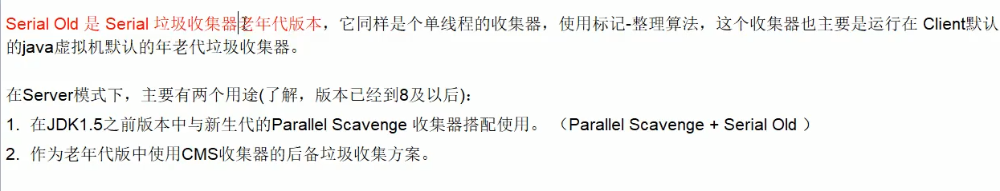 Serial Old 是 Serial 垃圾收集器老年代版本，它同样是个单线程的收集器，使用标记-整理算法，这个收集器也主要是运行在 Client默认
的java虚拟机默认的年老代垃圾收集器。
在Server模式下，主要有两个用途(了解，版本已经到8及以后)：
1. 在JDK1.5之前版本中与新生代的Parallel Scavenge 收集器搭配使用。 （Parallel Scavenge + Serial Old ）
2. 作为老年代版中使用CMS收集器的后备垃圾收集方案。